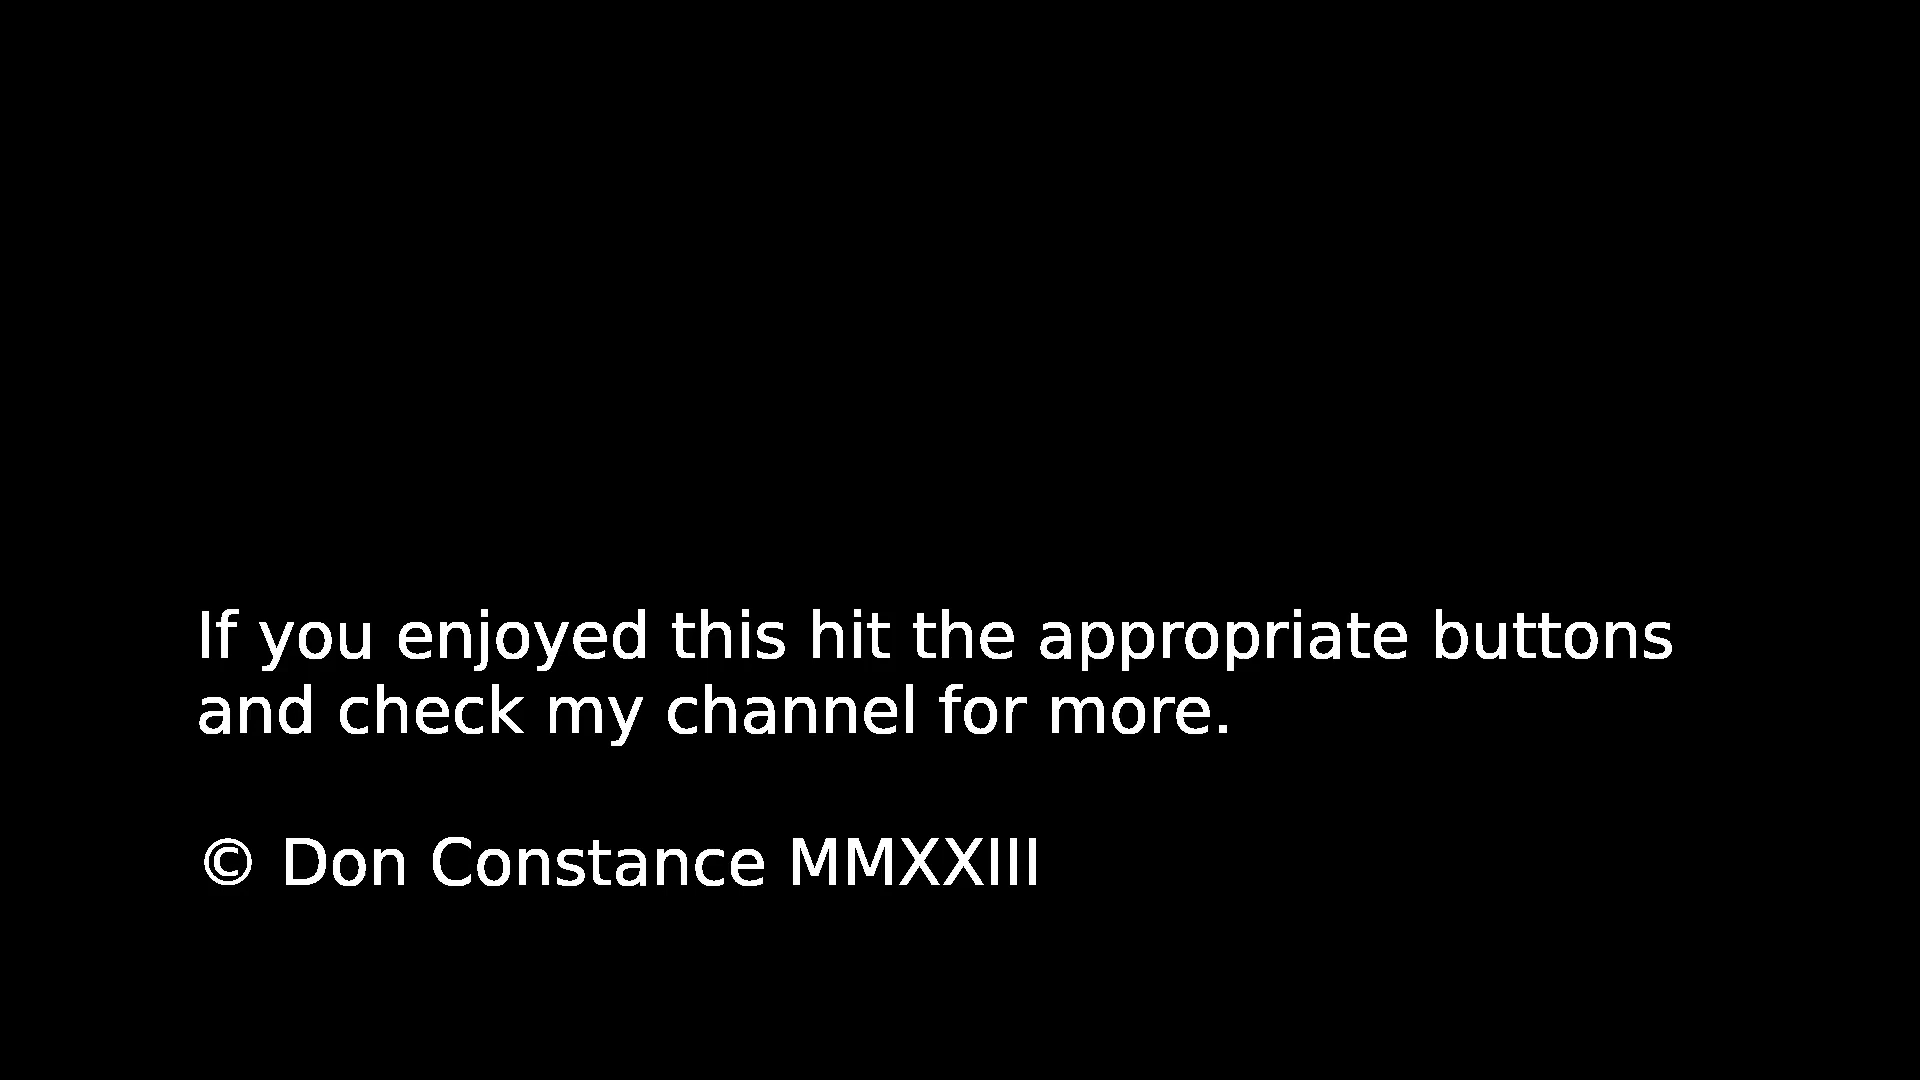 If you enjoyed this hit the appropriate buttons
and check my channel for more.
© Don Constance MMXXIII